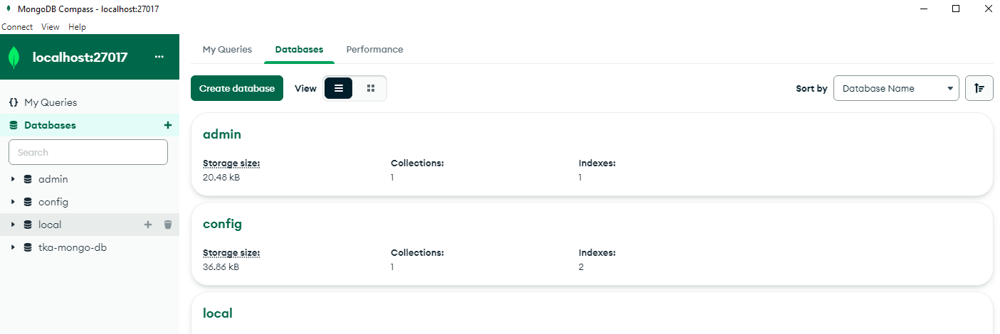 MongoDB Compass - localhost:27017
Connect View Help
localhost:27017 ...
My Queries
Databases
Search
admin
config
local
tka-mongo-db
My Queries Databases Performance
Create database View Sort by Database Name
admin
Storage size: Collections: Indexes:
20.48 kB 1 1
config
Storage size: Collections: Indexes:
36.86 kB 1 2
local